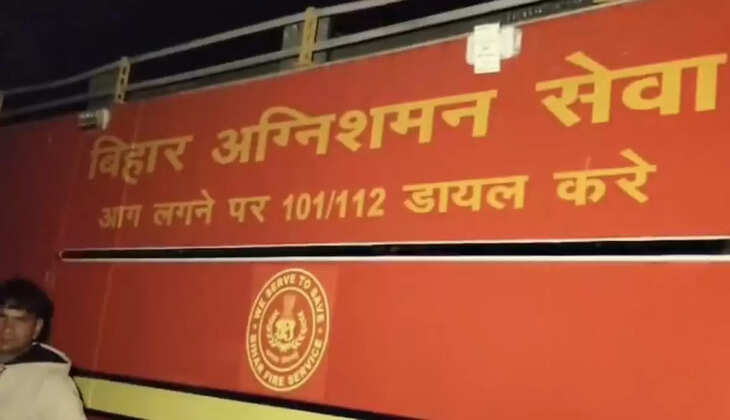 बिहार अग्निशमन सेवा
आग लगने पर 101/112 डायल करे
WE SERVE TO SAVE
BIHAR FIRE SERVICE